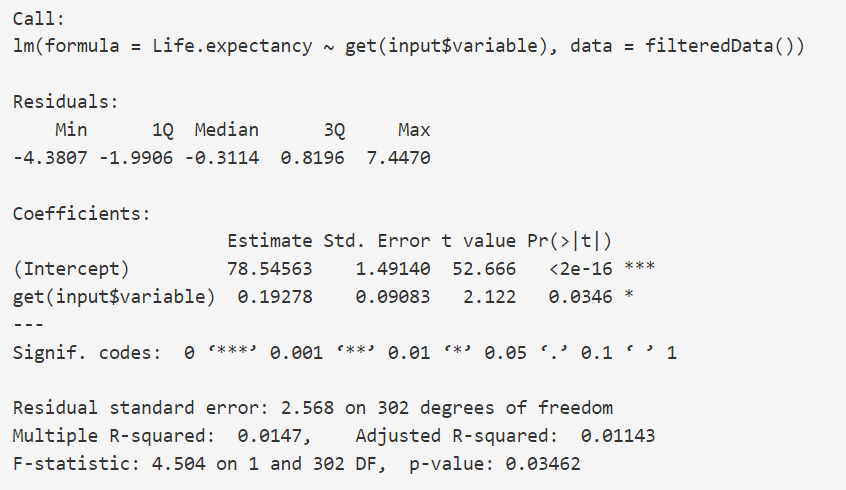 Call:
lm(formula = Life.expectancy ~ get(input$variable), data = filteredData())
Residuals:
    Min      1Q  Median      3Q     Max
-4.3807 -1.9906 -0.3114  0.8196  7.4470
Coefficients:
                    Estimate Std. Error t value Pr(>|t|)
(Intercept)         78.54563    1.49140  52.666   <2e-16 ***
get(input$variable)  0.19278    0.09083   2.122   0.0346 *
---
Signif. codes:  0 ‘***’ 0.001 ‘**’ 0.01 ‘*’ 0.05 ‘.’ 0.1 ‘ ’ 1
Residual standard error: 2.568 on 302 degrees of freedom
Multiple R-squared:  0.0147,    Adjusted R-squared:  0.01143
F-statistic: 4.504 on 1 and 302 DF,  p-value: 0.03462